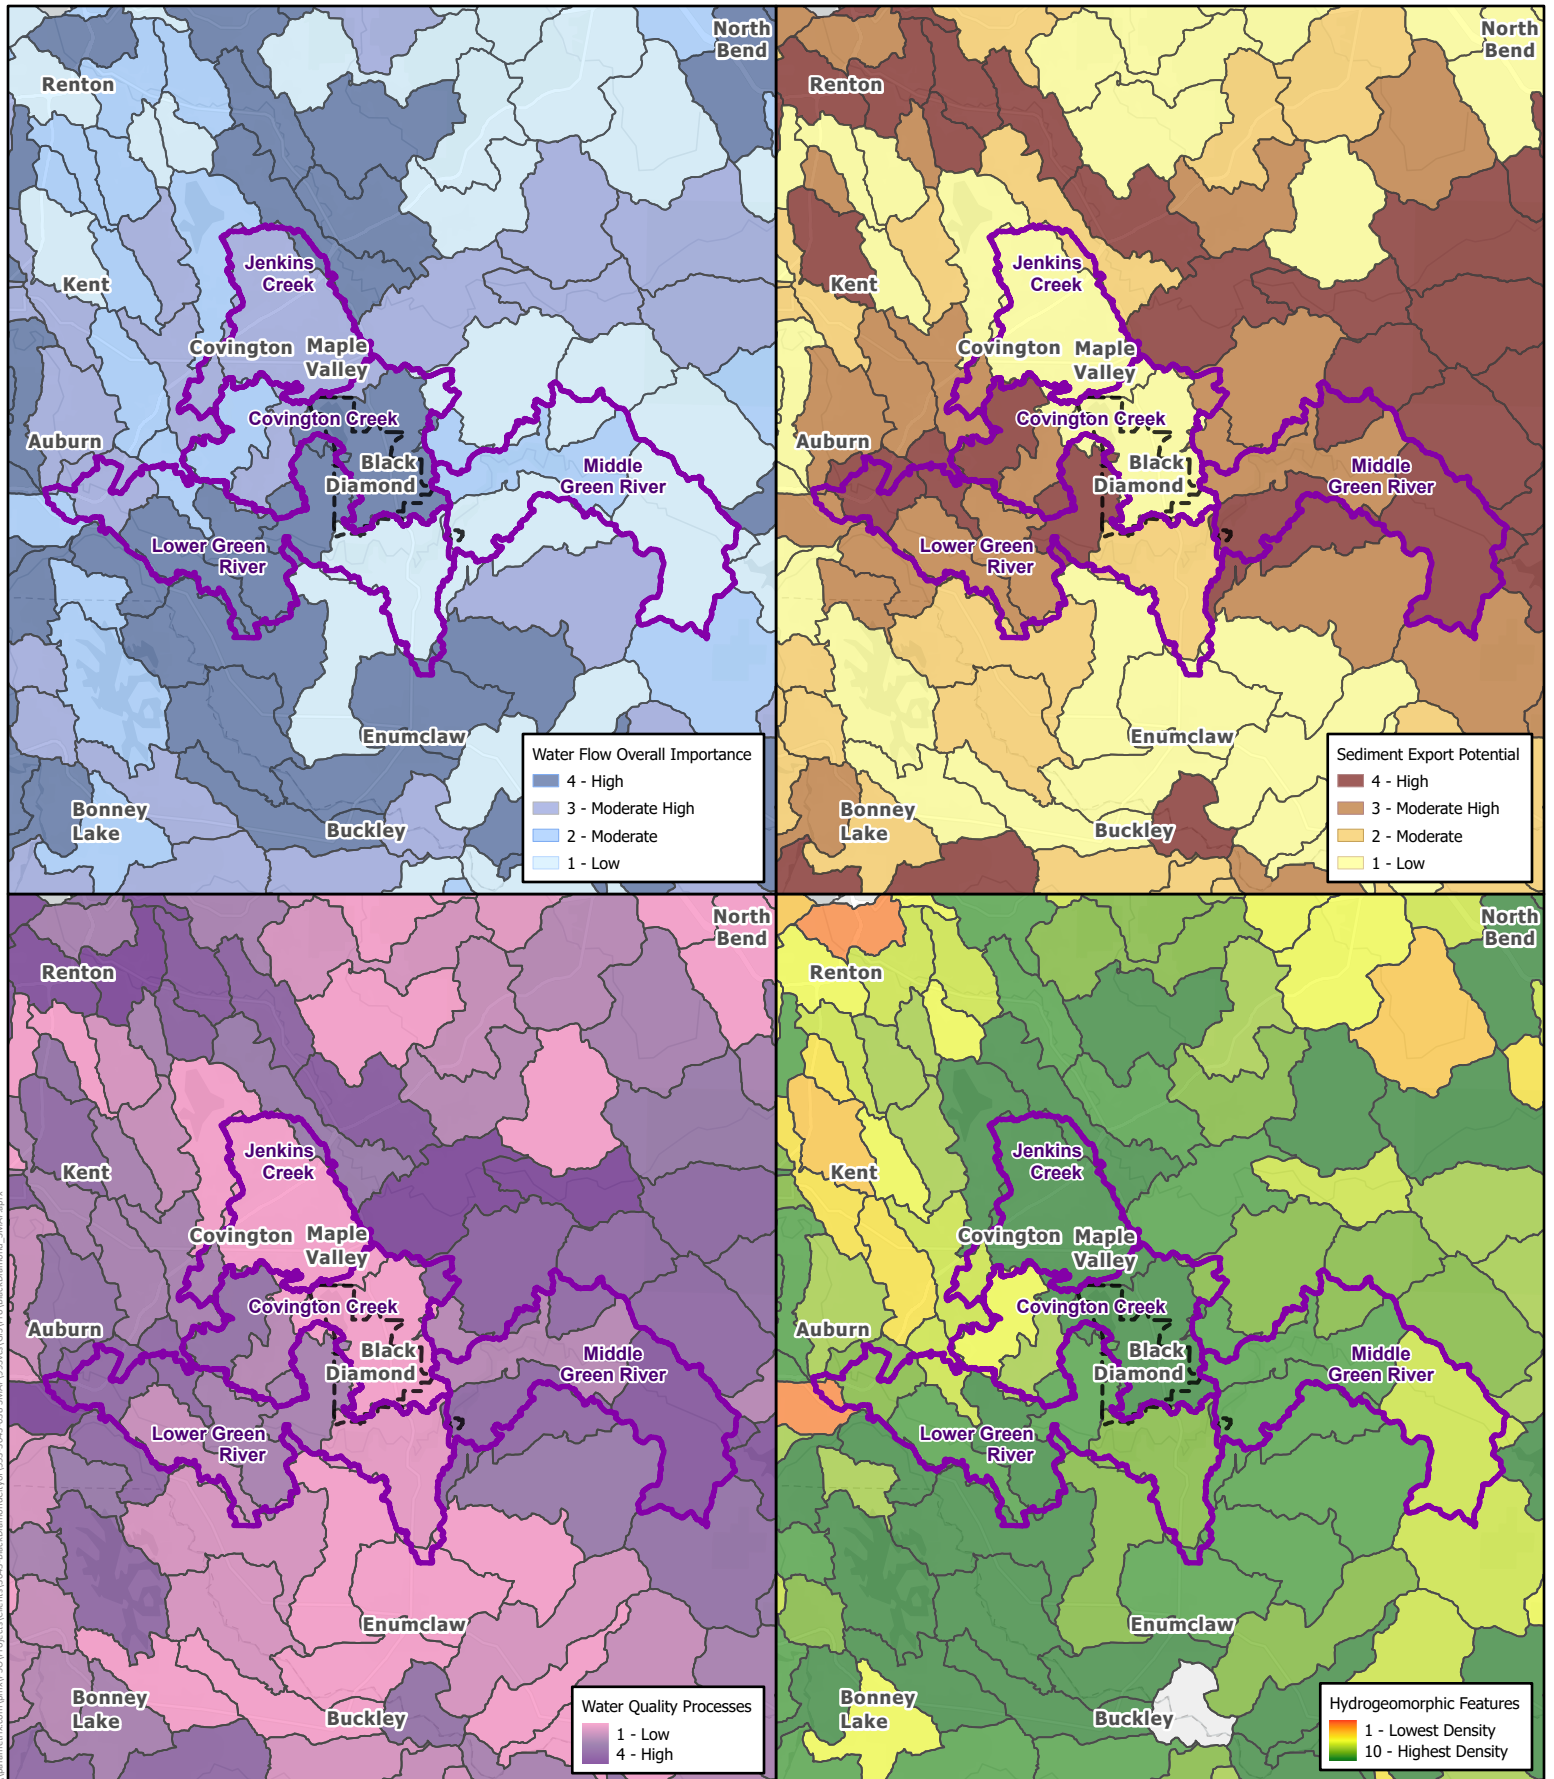 North
Bend
Renton
Jenkins
Creek
Kent
Covington
Maple
Valley
Covington Creek
Auburn
Black
Diamond
Middle
Green River
Lower Green
River
Enumclaw
Bonney
Lake
Buckley
Water Flow Overall Importance
4 - High
3 - Moderate High
2 - Moderate
1 - Low
North
Bend
Renton
Jenkins
Creek
Kent
Covington
Maple
Valley
Covington Creek
Auburn
Black
Diamond
Middle
Green River
Lower Green
River
Enumclaw
Bonney
Lake
Buckley
Sediment Export Potential
4 - High
3 - Moderate High
2 - Moderate
1 - Low
North
Bend
Renton
Jenkins
Creek
Kent
Covington
Maple
Valley
Covington Creek
Auburn
Black
Diamond
Middle
Green River
Lower Green
River
Enumclaw
Bonney
Lake
Buckley
Water Quality Processes
1 - Low
4 - High
North
Bend
Renton
Jenkins
Creek
Kent
Covington
Maple
Valley
Covington Creek
Auburn
Black
Diamond
Middle
Green River
Lower Green
River
Enumclaw
Bonney
Lake
Buckley
Hydrogeomorphic Features
1 - Lowest Density
10 - Highest Density